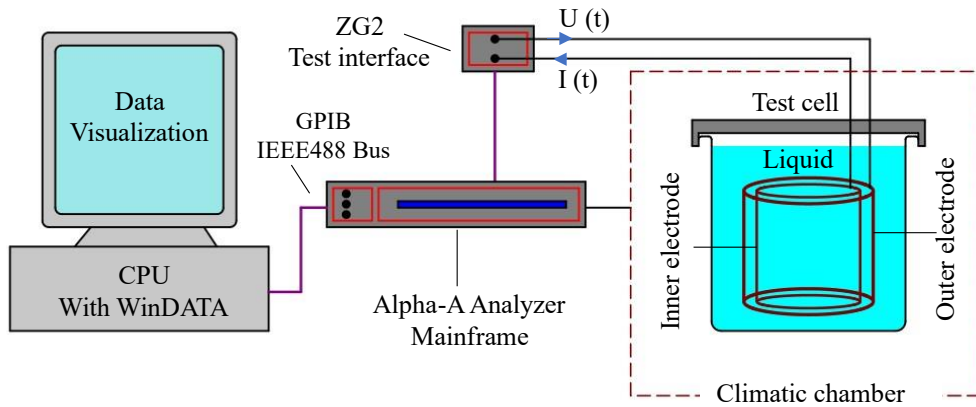 Data
Visualization
CPU
With WinDATA
GPIB
IEEE488 Bus
ZG2
Test interface
U (t)
I (t)
Alpha-A Analyzer
Mainframe
Test cell
Liquid
Inner electrode
Outer electrode
Climatic chamber